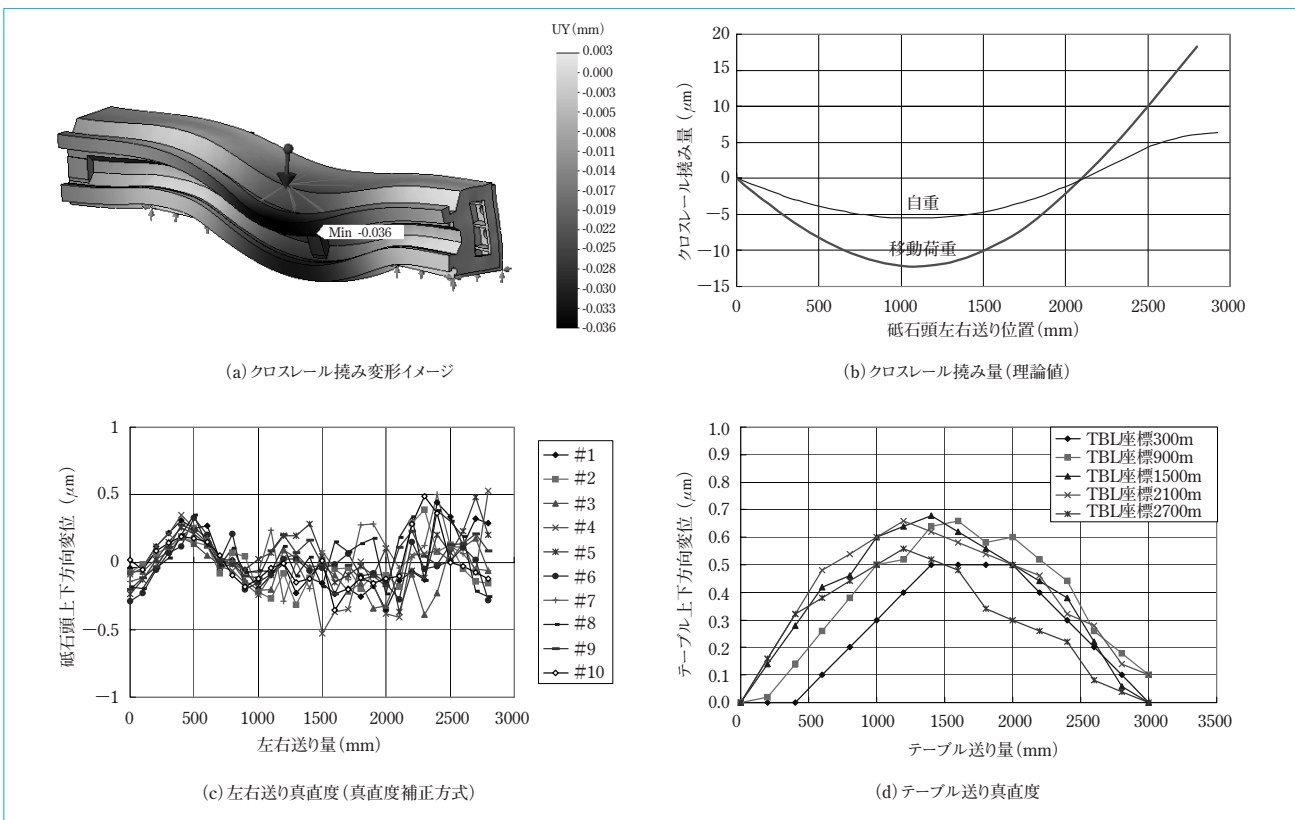 UY(mm)
0.003
0.000
-0.003
-0.005
-0.008
-0.011
-0.014
-0.017
-0.019
-0.022
-0.025
-0.028
-0.030
-0.033
-0.036
Min -0.036
(a)クロスレール撓み変形イメージ
クロスレール撓み量(μm)
20
15
10
5
0
−5
−10
−15
自重
移動荷重
0 500 1000 1500 2000 2500 3000
砥石頭左右送り位置(mm)
(b)クロスレール撓み量(理論値)
砥石頭上下方向変位(μm)
1
0.5
0
−0.5
−1
0 500 1000 1500 2000 2500 3000
左右送り量(mm)
#1
#2
#3
#4
#5
#6
#7
#8
#9
#10
(c)左右送り真直度(真直度補正方式)
テーブル上下方向変位(μm)
1.0
0.9
0.8
0.7
0.6
0.5
0.4
0.3
0.2
0.1
0.0
TBL座標300m
TBL座標900m
TBL座標1500m
TBL座標2100m
TBL座標2700m
0 500 1000 1500 2000 2500 3000 3500
テーブル送り量(mm)
(d)テーブル送り真直度